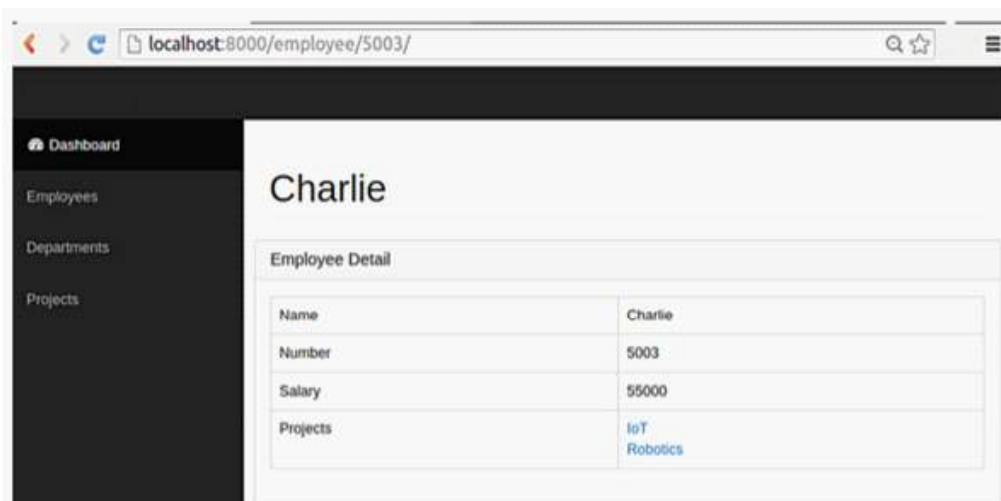 localhost:8000/employee/5003/
Dashboard
Employees
Departments
Projects
Charlie
Employee Detail
Name Charlie
Number 5003
Salary 55000
Projects IoT
Robotics